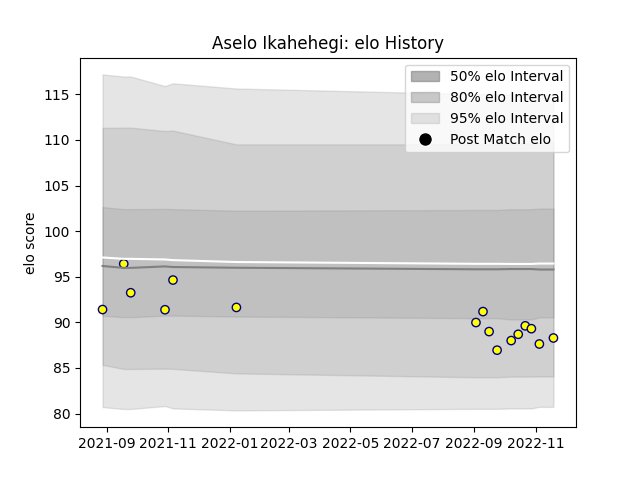 Aselo Ikahehegi: elo History
50% elo Interval
80% elo Interval
95% elo Interval
Post Match elo
elo score
115
110
105
100
95
90
85
80
2021-09 2021-11 2022-01 2022-03 2022-05 2022-07 2022-09 2022-11